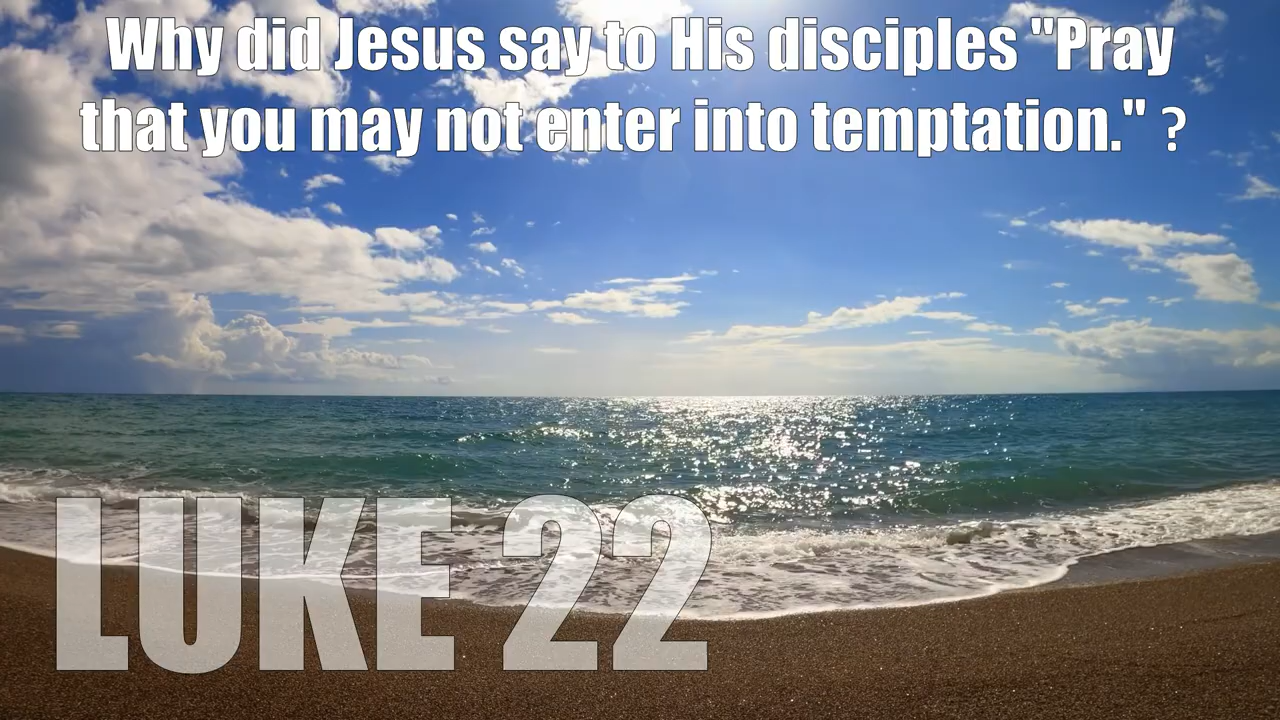 Why did Jesus say to His disciples "Pray
that you may not enter into temptation." ?
LUKE 22